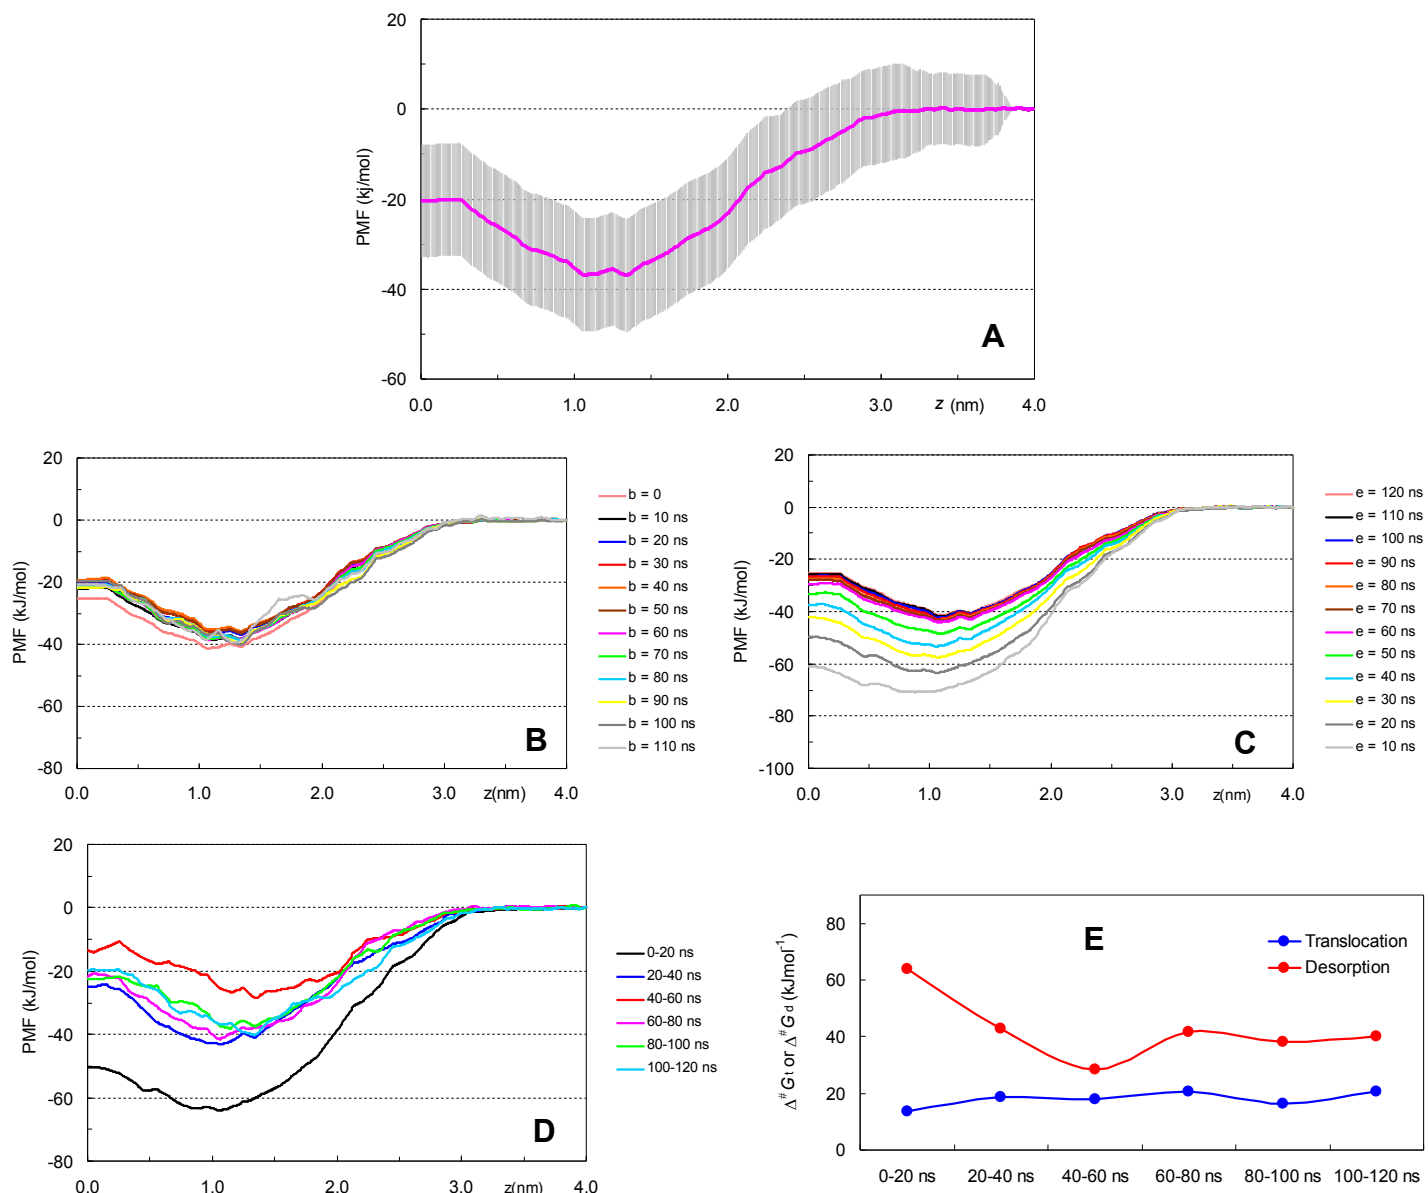 20
0
-20
-40
-60
PMF (kj/mol)
A
0.0 1.0 2.0 3.0 z (nm) 4.0
20
0
-20
-40
-60
-80
PMF (kJ/mol)
b = 0
b = 10 ns
b = 20 ns
b = 30 ns
b = 40 ns
b = 50 ns
b = 60 ns
b = 70 ns
b = 80 ns
b = 90 ns
b = 100 ns
b = 110 ns
B
0.0 1.0 2.0 3.0 z(nm) 4.0
20
0
-20
-40
-60
-80
-100
PMF (kJ/mol)
e = 120 ns
e = 110 ns
e = 100 ns
e = 90 ns
e = 80 ns
e = 70 ns
e = 60 ns
e = 50 ns
e = 40 ns
e = 30 ns
e = 20 ns
e = 10 ns
C
0.0 1.0 2.0 3.0 z(nm) 4.0
20
0
-20
-40
-60
-80
PMF (kJ/mol)
0-20 ns
20-40 ns
40-60 ns
60-80 ns
80-100 ns
100-120 ns
D
0.0 1.0 2.0 3.0 z(nm) 4.0
80
60
40
20
0
Δ#Gt or Δ#Gd (kJmol-1)
E
Translocation
Desorption
0-20 ns 20-40 ns 40-60 ns 60-80 ns 80-100 ns 100-120 ns